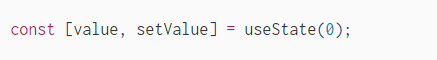 const [value, setValue] = useState(0);